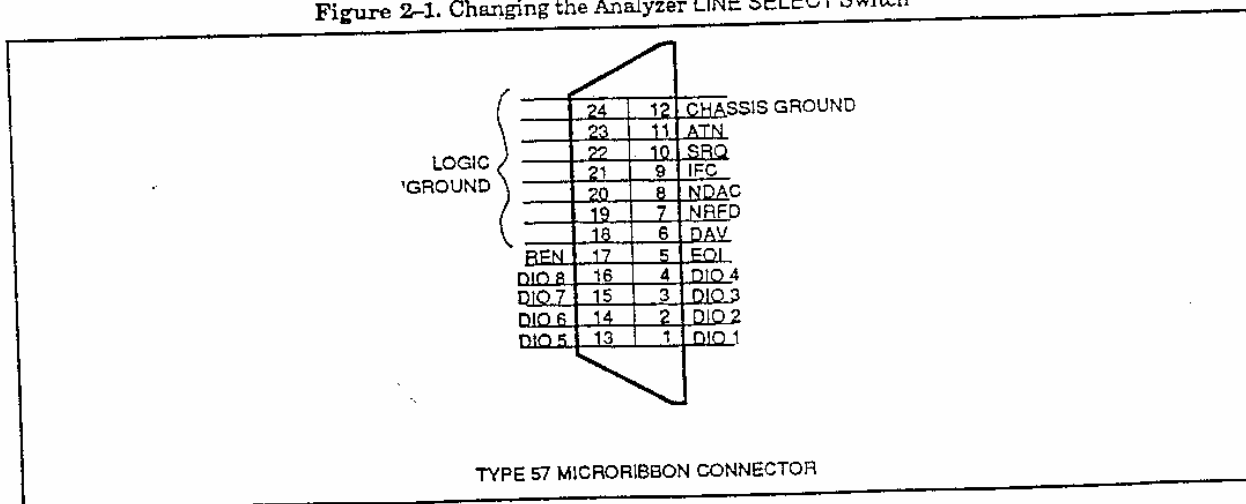 Figure 2–1. Changing the Analyzer LINE SELECT Switch
24 12 CHASSIS GROUND
23 11 ATN
22 10 SRQ
LOGIC 21 9 IFC
'GROUND 20 8 NDAC
19 7 NRFD
18 6 DAV
REN 17 5 EOI
DIO 8 16 4 DIO 4
DIO 7 15 3 DIO 3
DIO 6 14 2 DIO 2
DIO 5 13 1 DIO 1
TYPE 57 MICRORIBBON CONNECTOR